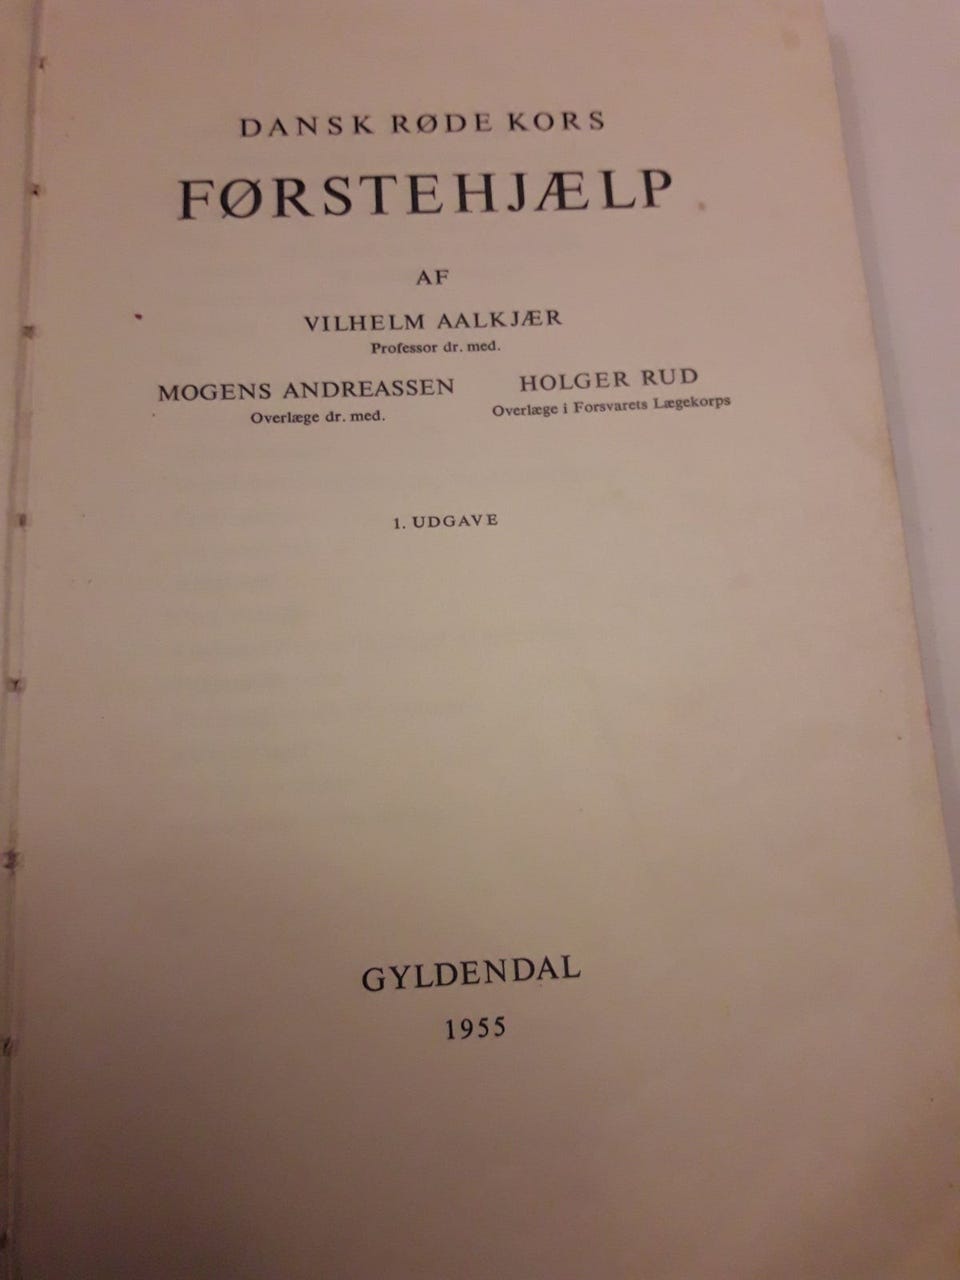 DANSK RØDE KORS
FØRSTEHJÆLP
AF
VILHELM AALKJÆR
Professor dr. med.
MOGENS ANDREASSEN
Overlæge dr. med.
HOLGER RUD
Overlæge i Forsvarets Lægekorps
1. UDGAVE
GYLDENDAL
1955